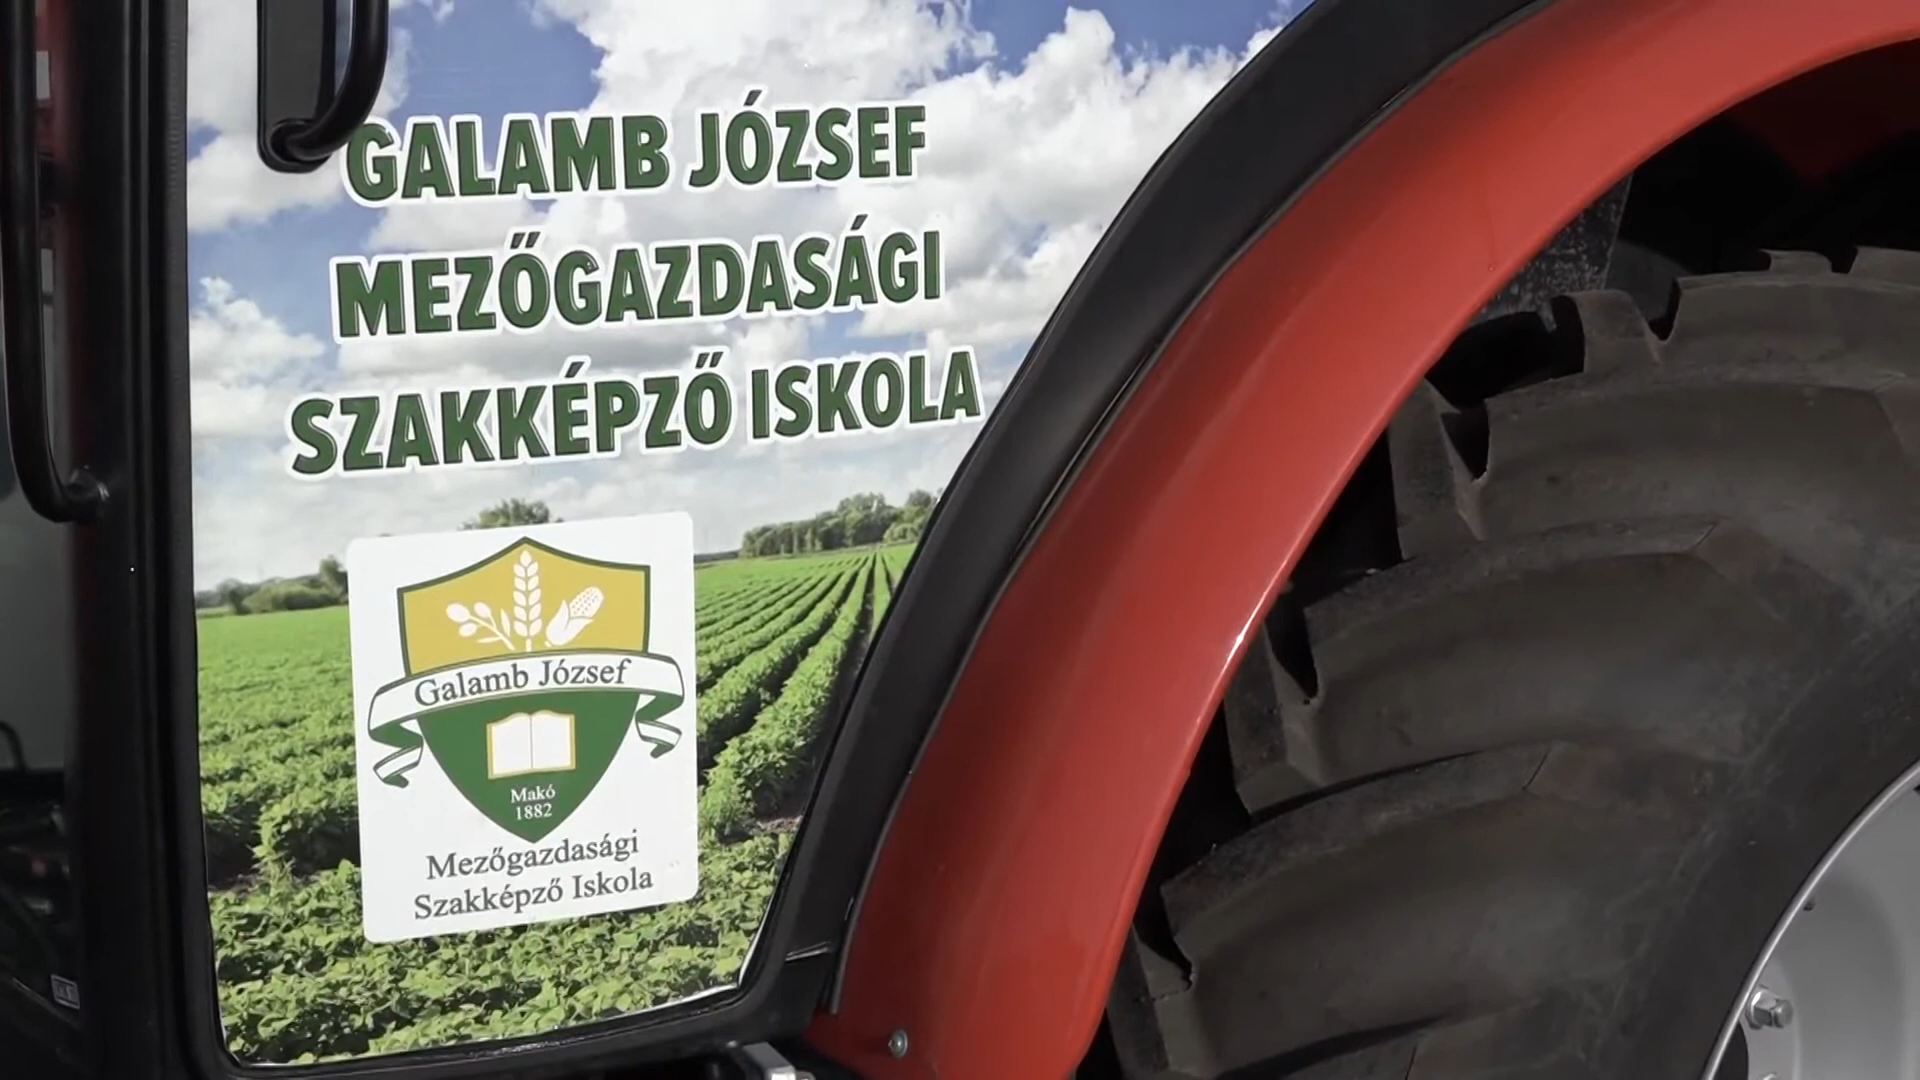 GALAMB JÓZSEF
MEZŐGAZDASÁGI
SZAKKÉPZŐ ISKOLA
Galamb József
Makó
1882
Mezőgazdasági
Szakképző Iskola